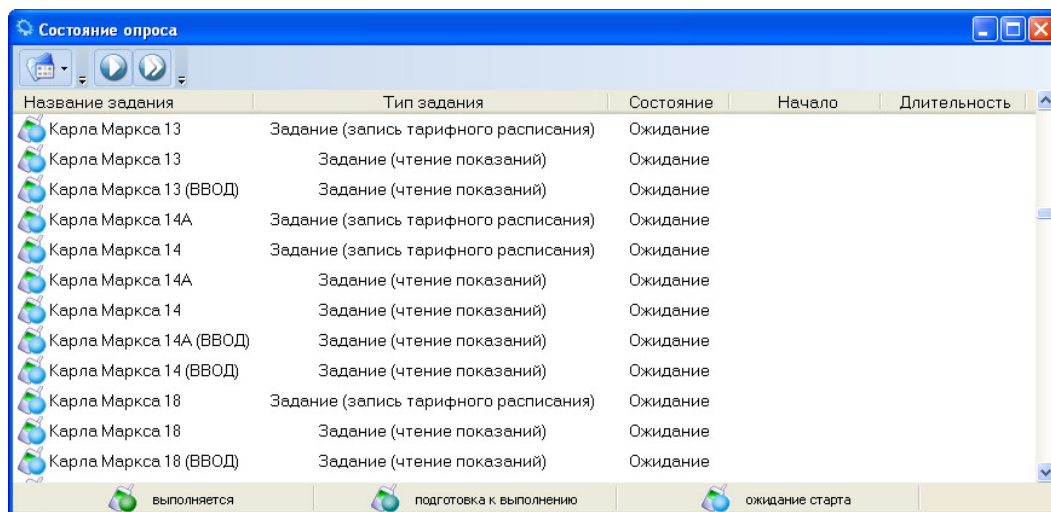 Состояние опроса
Название задания Тип задания Состояние Начало Длительность
Карла Маркса 13 Задание (запись тарифного расписания) Ожидание
Карла Маркса 13 Задание (чтение показаний) Ожидание
Карла Маркса 13 (ВВОД) Задание (чтение показаний) Ожидание
Карла Маркса 14А Задание (запись тарифного расписания) Ожидание
Карла Маркса 14 Задание (запись тарифного расписания) Ожидание
Карла Маркса 14А Задание (чтение показаний) Ожидание
Карла Маркса 14 Задание (чтение показаний) Ожидание
Карла Маркса 14А (ВВОД) Задание (чтение показаний) Ожидание
Карла Маркса 14 (ВВОД) Задание (чтение показаний) Ожидание
Карла Маркса 18 Задание (запись тарифного расписания) Ожидание
Карла Маркса 18 Задание (чтение показаний) Ожидание
Карла Маркса 18 (ВВОД) Задание (чтение показаний) Ожидание
выполняется подготовка к выполнению ожидание старта